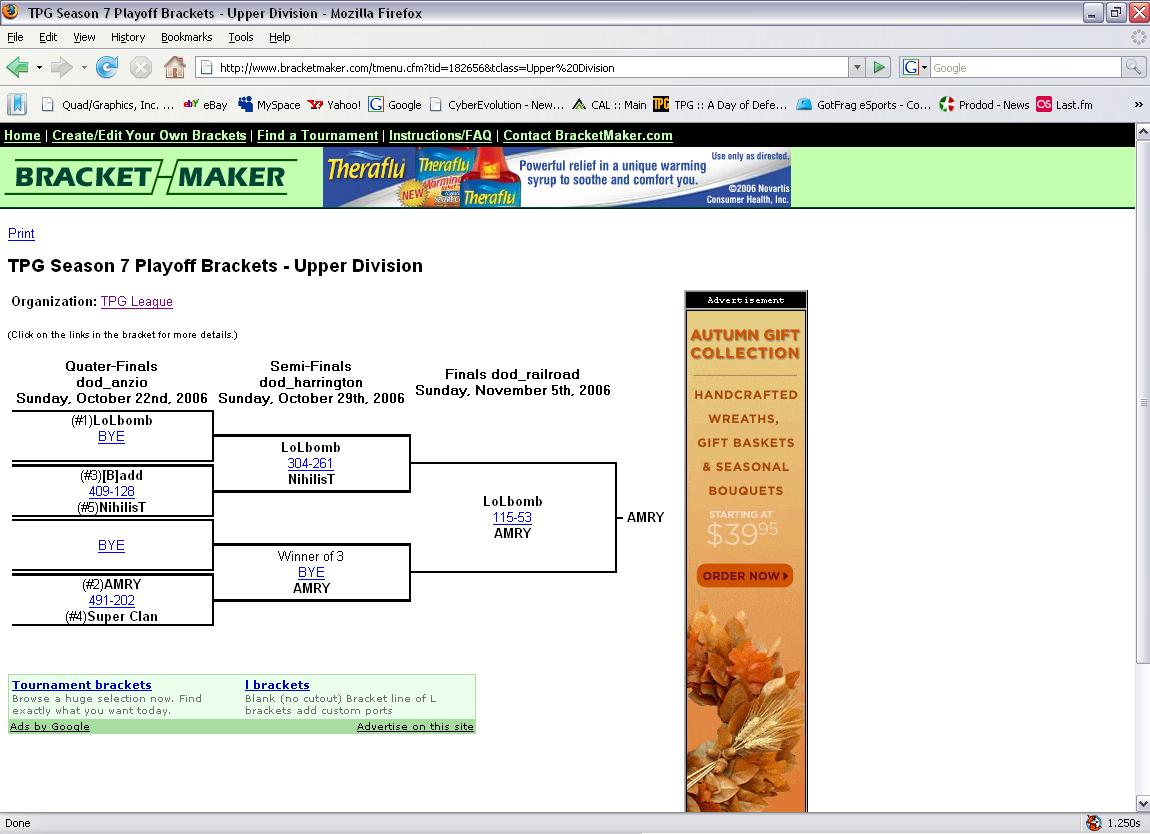 TPG Season 7 Playoff Brackets - Upper Division - Mozilla Firefox
File Edit View History Bookmarks Tools Help
http://www.bracketmaker.com/tmenu.cfm?tid=182656&tclass=Upper%20Division
G Google
Quad/Graphics, Inc. ... eBay MySpace Yahoo! Google CyberEvolution - New... CAL :: Main TPG :: A Day of Defe... GotFrag eSports - Co... Prodod - News Last.fm »
Home | Create/Edit Your Own Brackets | Find a Tournament | Instructions/FAQ | Contact BracketMaker.com
BRACKET MAKER
Theraflu
NEW Warming
Theraflu
Theraflu
Powerful relief in a unique warming
syrup to soothe and comfort you.
Use only as directed.
©2006 Novartis
Consumer Health, Inc.
Print
TPG Season 7 Playoff Brackets - Upper Division
Organization: TPG League
(Click on the links in the bracket for more details.)
Quater-Finals
dod_anzio
Sunday, October 22nd, 2006
Semi-Finals
dod_harrington
Sunday, October 29th, 2006
Finals dod_railroad
Sunday, November 5th, 2006
(#1)LoLbomb
BYE
(#3)[B]add
409-128
(#5)NihilisT
BYE
(#2)AMRY
491-202
(#4)Super Clan
LoLbomb
304-261
NihilisT
Winner of 3
BYE
AMRY
LoLbomb
115-53
AMRY
AMRY
Advertisement
AUTUMN GIFT
COLLECTION
HANDCRAFTED
WREATHS,
GIFT BASKETS
& SEASONAL
BOUQUETS
STARTING AT
$39.95
ORDER NOW
Tournament brackets
Browse a huge selection now. Find
exactly what you want today.
l brackets
Blank (no cutout) Bracket line of L
brackets add custom ports
Ads by Google
Advertise on this site
Done
1.250s